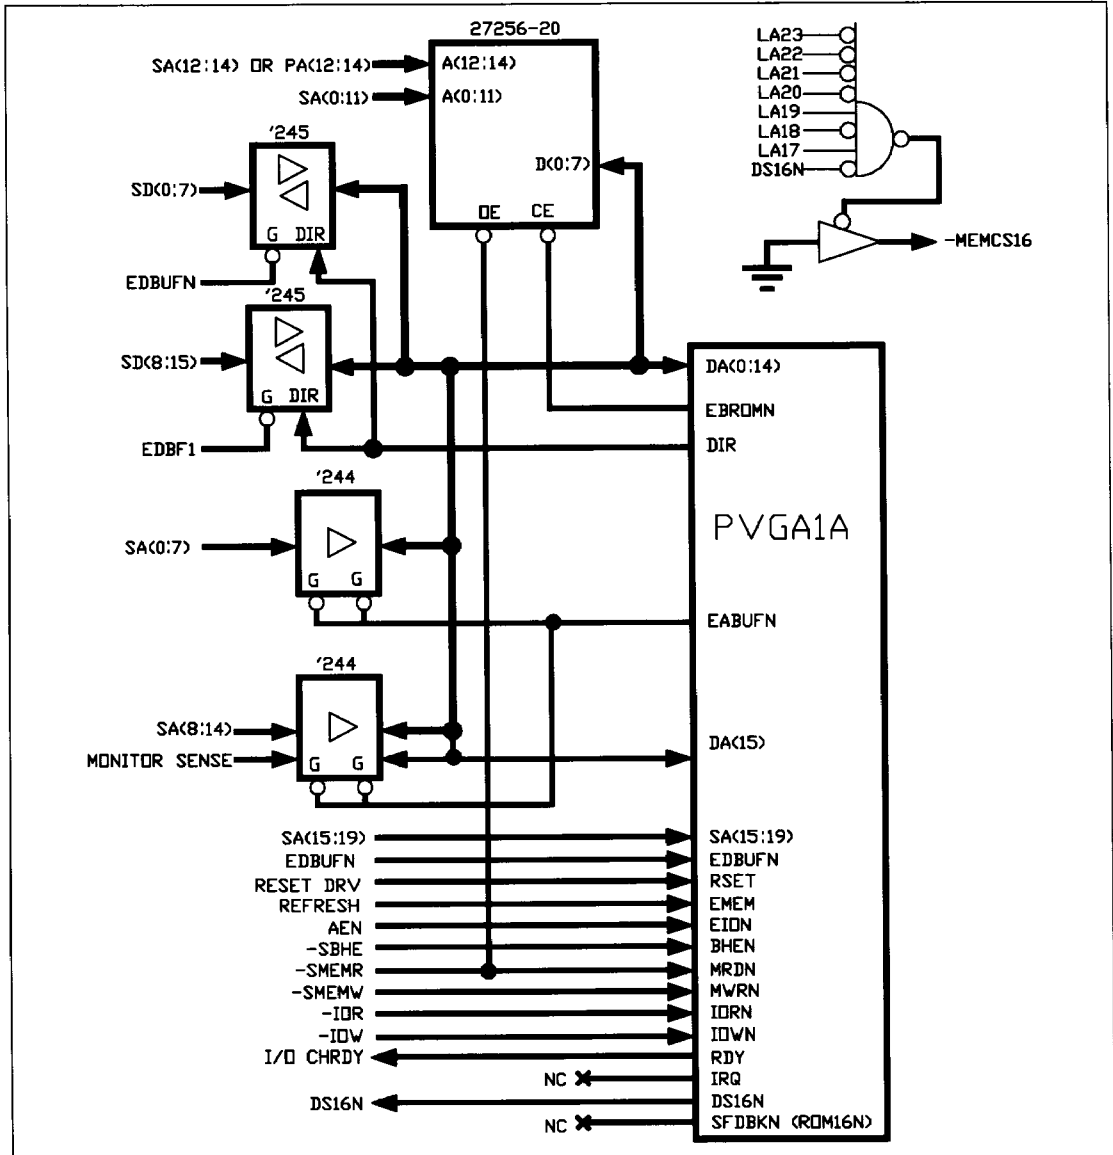 27256-20
SA(12:14) OR PA(12:14)
A(12:14)
SA(0:11)
A(0:11)
D(0:7)
OE
CE
LA23
LA22
LA21
LA20
LA19
LA18
LA17
DS16N
-MEMCS16
'245
SD(0:7)
G DIR
EDBUFN
'245
SD(8:15)
G DIR
EDBF1
'244
SA(0:7)
G G
'244
SA(8:14)
MONITOR SENSE
G G
DA(0:14)
EBROMN
DIR
PVGA1A
EABUFN
DA(15)
SA(15:19)
SA(15:19)
EDBUFN
EDBUFN
RESET DRV
RSET
REFRESH
EMEM
AEN
EION
-SBHE
BHEN
-SMEMR
MRDN
-SMEMW
MWRN
-IOR
IORN
-IOW
IOWN
I/O CHRDY
RDY
NC
IRQ
DS16N
DS16N
NC
SFDBKN (ROM16N)